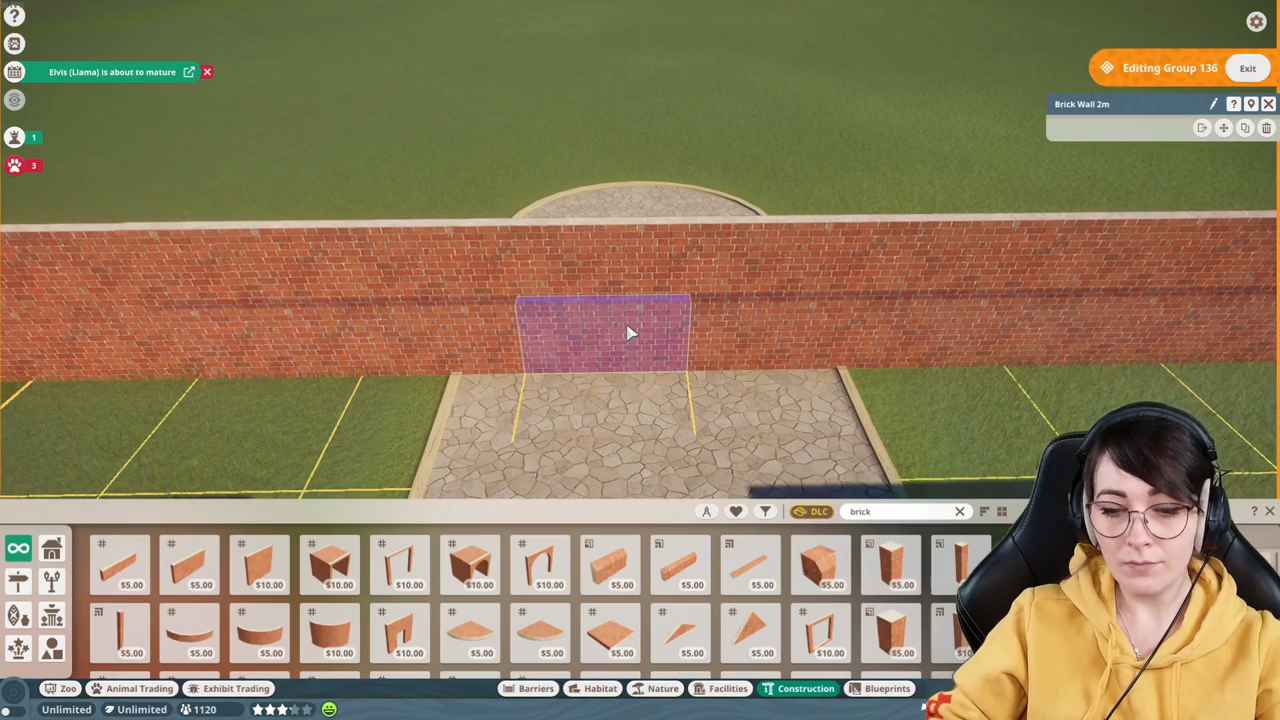 ?
Elvis (Llama) is about to mature
Editing Group 136
Exit
Brick Wall 2m
?
1
3
DLC
brick
?
$5.00
$5.00
$10.00
$10.00
$10.00
$10.00
$10.00
$5.00
$5.00
$5.00
$5.00
$5.00
$5.00
$5.00
$5.00
$10.00
$5.00
$5.00
$5.00
$5.00
$5.00
$5.00
$10.00
$5.00
Zoo
Animal Trading
Exhibit Trading
Barriers
Habitat
Nature
Facilities
Construction
Blueprints
Unlimited
Unlimited
1120